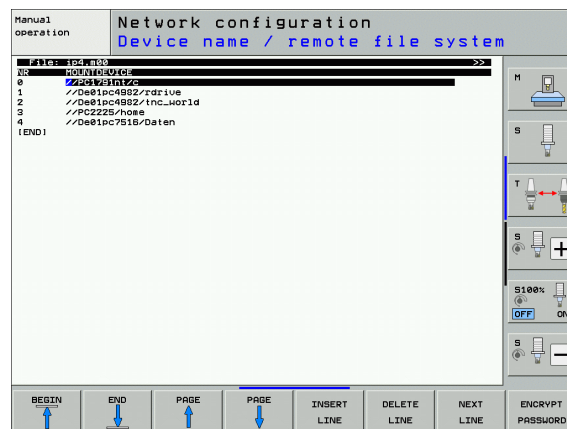 Manual operation
Network configuration
Device name / remote file system
File: ip4.m00 >>
NR MOUNTDEVICE
0 //PC1791nt/c
1 //De01pc4982/rdrive
2 //De01pc4982/tnc_world
3 //PC2225/home
4 //De01pc7516/Daten
[END]
M
S
T
S
+
S100%
OFF ON
S
-
BEGIN
END
PAGE
PAGE
INSERT LINE
DELETE LINE
NEXT LINE
ENCRYPT PASSWORD